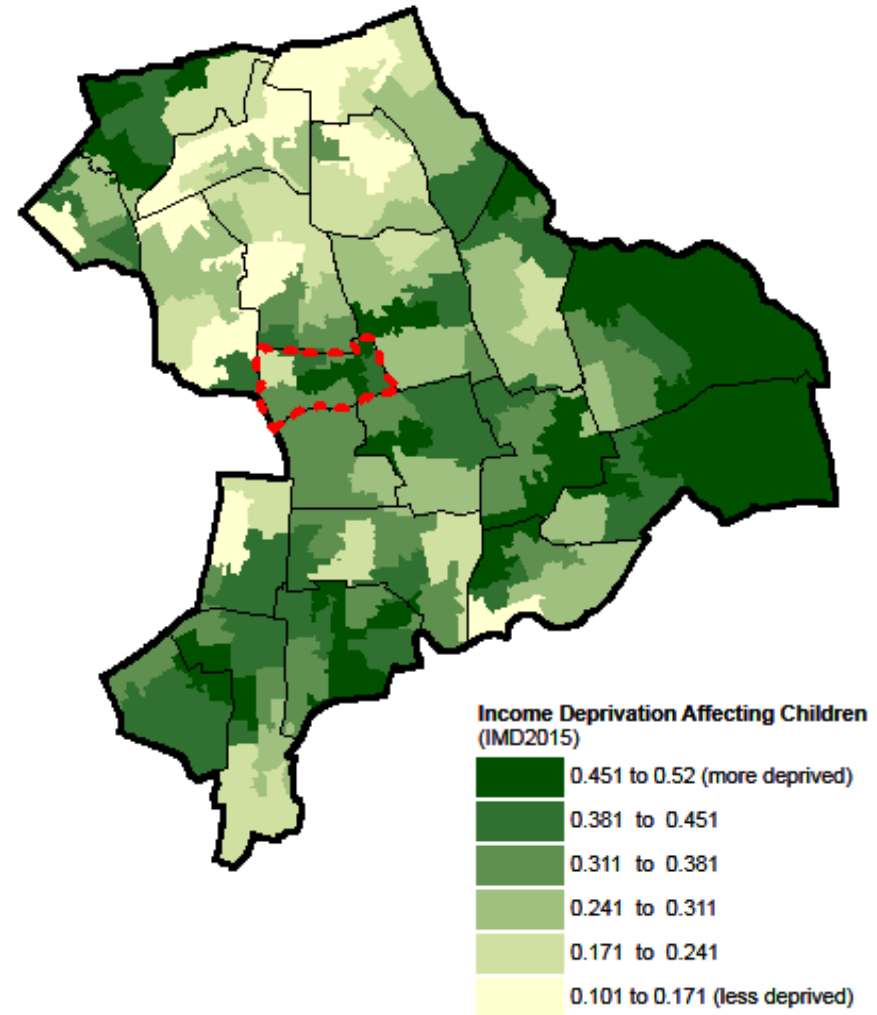 Income Deprivation Affecting Children
(IMD2015)
0.451 to 0.52 (more deprived)
0.381 to 0.451
0.311 to 0.381
0.241 to 0.311
0.171 to 0.241
0.101 to 0.171 (less deprived)